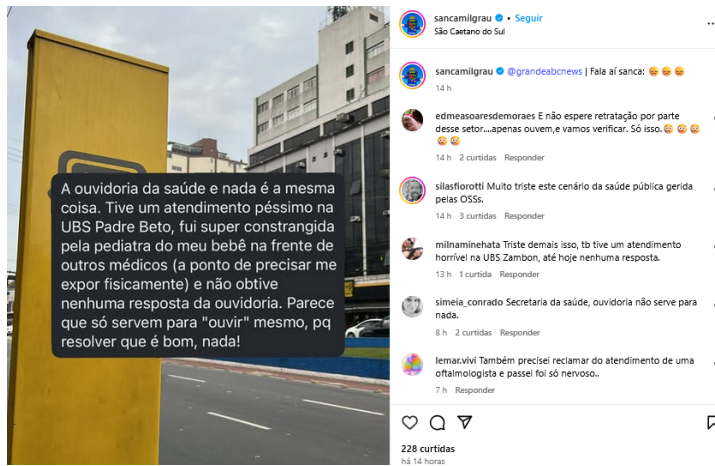 A ouvidoria da saúde e nada é a mesma
coisa. Tive um atendimento péssimo na
UBS Padre Beto, fui super constrangida
pela pediatra do meu bebê na frente de
outros médicos (a ponto de precisar me
expor fisicamente) e não obtive
nenhuma resposta da ouvidoria. Parece
que só servem para "ouvir" mesmo, pq
resolver que é bom, nada!
sancamilgrau • Seguir
São Caetano do Sul
sancamilgrau @grandeabcnews | Fala aí sanca: 😡 😡 😡
14 h
edmeasoaresdemoraes E não espere retratação por parte
desse setor....apenas ouvem,e vamos verificar. Só isso.
14 h 2 curtidas Responder
silasfiorotti Muito triste este cenário da saúde pública gerida
pelas OSSs.
14 h 3 curtidas Responder
milnaminehata Triste demais isso, tb tive um atendimento
horrível na UBS Zambon, até hoje nenhuma resposta.
13 h 1 curtida Responder
simeia_conrado Secretaria da saúde, ouvidoria não serve para
nada.
8 h 2 curtidas Responder
lemar.vivi Também precisei reclamar do atendimento de uma
oftalmologista e passei foi só nervoso..
7 h Responder
228 curtidas
há 14 horas